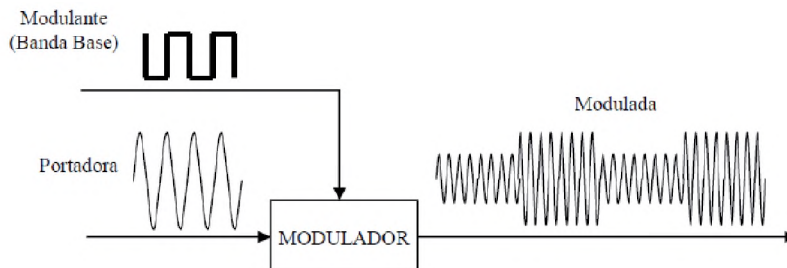 Modulante
(Banda Base)
Modulada
Portadora
MODULADOR